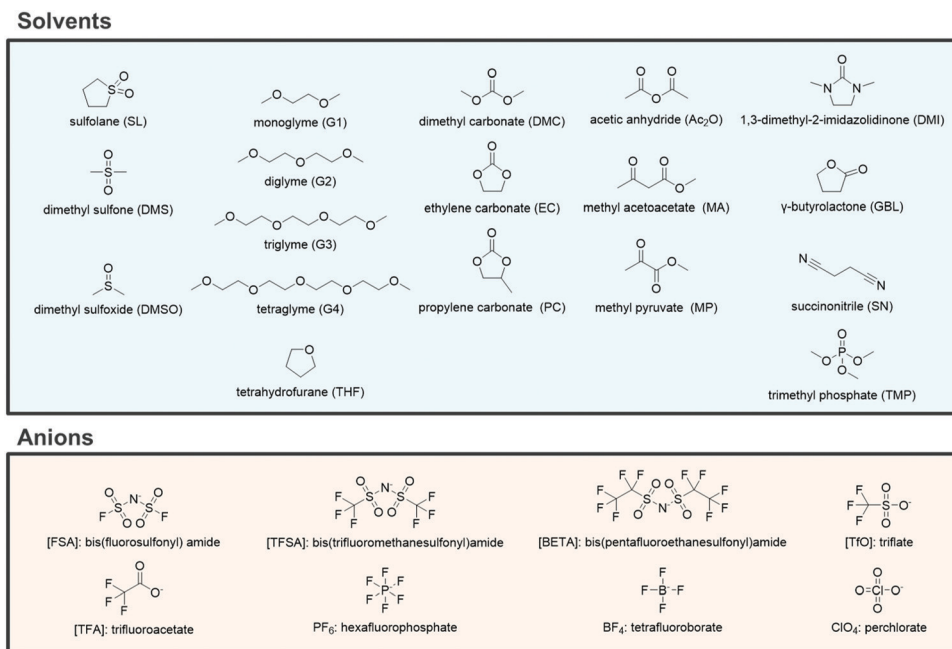 Solvents
sulfolane (SL)
monoglyme (G1)
dimethyl carbonate (DMC)
acetic anhydride (Ac₂O)
1,3-dimethyl-2-imidazolidinone (DMI)
dimethyl sulfone (DMS)
diglyme (G2)
ethylene carbonate (EC)
methyl acetoacetate (MA)
γ-butyrolactone (GBL)
triglyme (G3)
dimethyl sulfoxide (DMSO)
tetraglyme (G4)
propylene carbonate (PC)
methyl pyruvate (MP)
succinonitrile (SN)
tetrahydrofurane (THF)
trimethyl phosphate (TMP)
Anions
[FSA]: bis(fluorosulfonyl) amide
[TFSA]: bis(trifluoromethanesulfonyl)amide
[BETA]: bis(pentafluoroethanesulfonyl)amide
[TfO]: triflate
[TFA]: trifluoroacetate
PF₆: hexafluorophosphate
BF₄: tetrafluoroborate
ClO₄: perchlorate